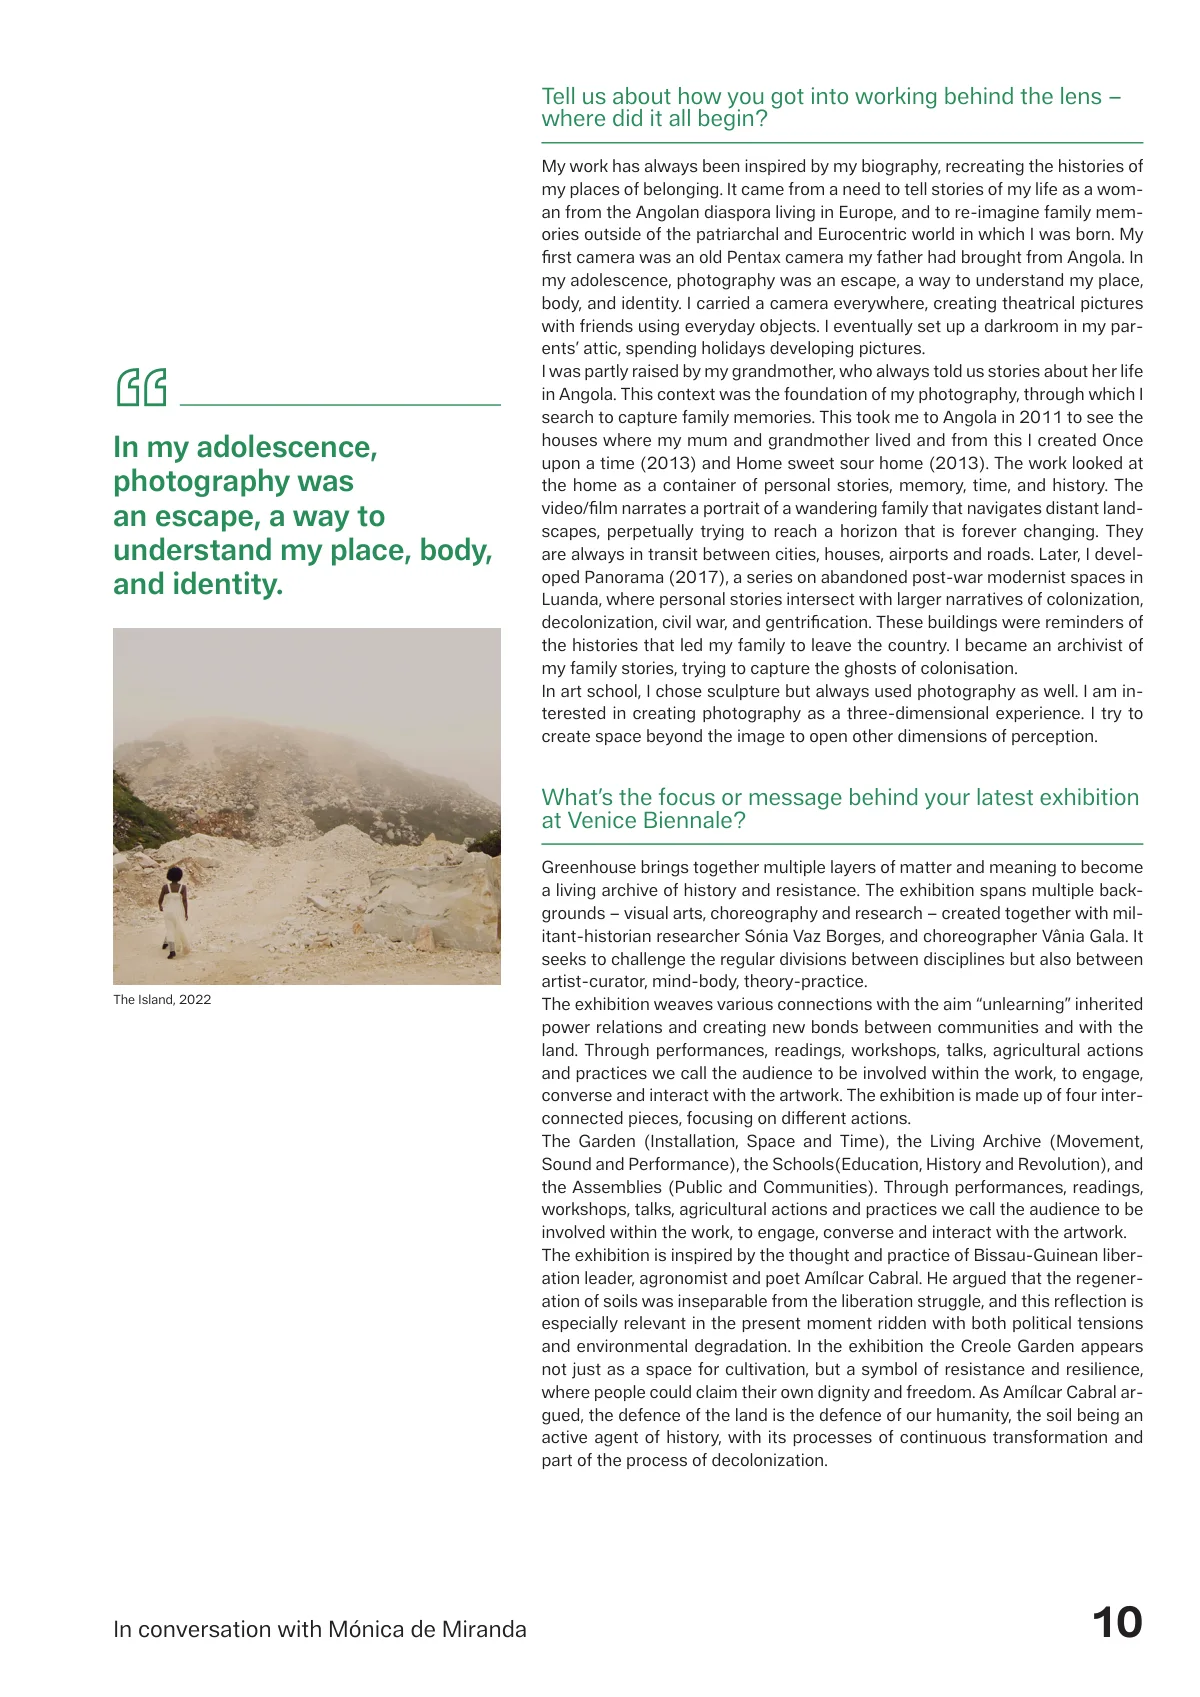 Tell us about how you got into working behind the lens –
where did it all begin?
My work has always been inspired by my biography, recreating the histories of
my places of belonging. It came from a need to tell stories of my life as a wom-
an from the Angolan diaspora living in Europe, and to re-imagine family mem-
ories outside of the patriarchal and Eurocentric world in which I was born. My
first camera was an old Pentax camera my father had brought from Angola. In
my adolescence, photography was an escape, a way to understand my place,
body, and identity. I carried a camera everywhere, creating theatrical pictures
with friends using everyday objects. I eventually set up a darkroom in my par-
ents’ attic, spending holidays developing pictures.
I was partly raised by my grandmother, who always told us stories about her life
in Angola. This context was the foundation of my photography, through which I
search to capture family memories. This took me to Angola in 2011 to see the
houses where my mum and grandmother lived and from this I created Once
upon a time (2013) and Home sweet sour home (2013). The work looked at
the home as a container of personal stories, memory, time, and history. The
video/film narrates a portrait of a wandering family that navigates distant land-
scapes, perpetually trying to reach a horizon that is forever changing. They
are always in transit between cities, houses, airports and roads. Later, I devel-
oped Panorama (2017), a series on abandoned post-war modernist spaces in
Luanda, where personal stories intersect with larger narratives of colonization,
decolonization, civil war, and gentrification. These buildings were reminders of
the histories that led my family to leave the country. I became an archivist of
my family stories, trying to capture the ghosts of colonisation.
In art school, I chose sculpture but always used photography as well. I am in-
terested in creating photography as a three-dimensional experience. I try to
create space beyond the image to open other dimensions of perception.
“
In my adolescence,
photography was
an escape, a way to
understand my place, body,
and identity.
The Island, 2022
What’s the focus or message behind your latest exhibition
at Venice Biennale?
Greenhouse brings together multiple layers of matter and meaning to become
a living archive of history and resistance. The exhibition spans multiple back-
grounds – visual arts, choreography and research – created together with mil-
itant-historian researcher Sónia Vaz Borges, and choreographer Vânia Gala. It
seeks to challenge the regular divisions between disciplines but also between
artist-curator, mind-body, theory-practice.
The exhibition weaves various connections with the aim “unlearning” inherited
power relations and creating new bonds between communities and with the
land. Through performances, readings, workshops, talks, agricultural actions
and practices we call the audience to be involved within the work, to engage,
converse and interact with the artwork. The exhibition is made up of four inter-
connected pieces, focusing on different actions.
The Garden (Installation, Space and Time), the Living Archive (Movement,
Sound and Performance), the Schools(Education, History and Revolution), and
the Assemblies (Public and Communities). Through performances, readings,
workshops, talks, agricultural actions and practices we call the audience to be
involved within the work, to engage, converse and interact with the artwork.
The exhibition is inspired by the thought and practice of Bissau-Guinean liber-
ation leader, agronomist and poet Amílcar Cabral. He argued that the regener-
ation of soils was inseparable from the liberation struggle, and this reflection is
especially relevant in the present moment ridden with both political tensions
and environmental degradation. In the exhibition the Creole Garden appears
not just as a space for cultivation, but a symbol of resistance and resilience,
where people could claim their own dignity and freedom. As Amílcar Cabral ar-
gued, the defence of the land is the defence of our humanity, the soil being an
active agent of history, with its processes of continuous transformation and
part of the process of decolonization.
In conversation with Mónica de Miranda
10